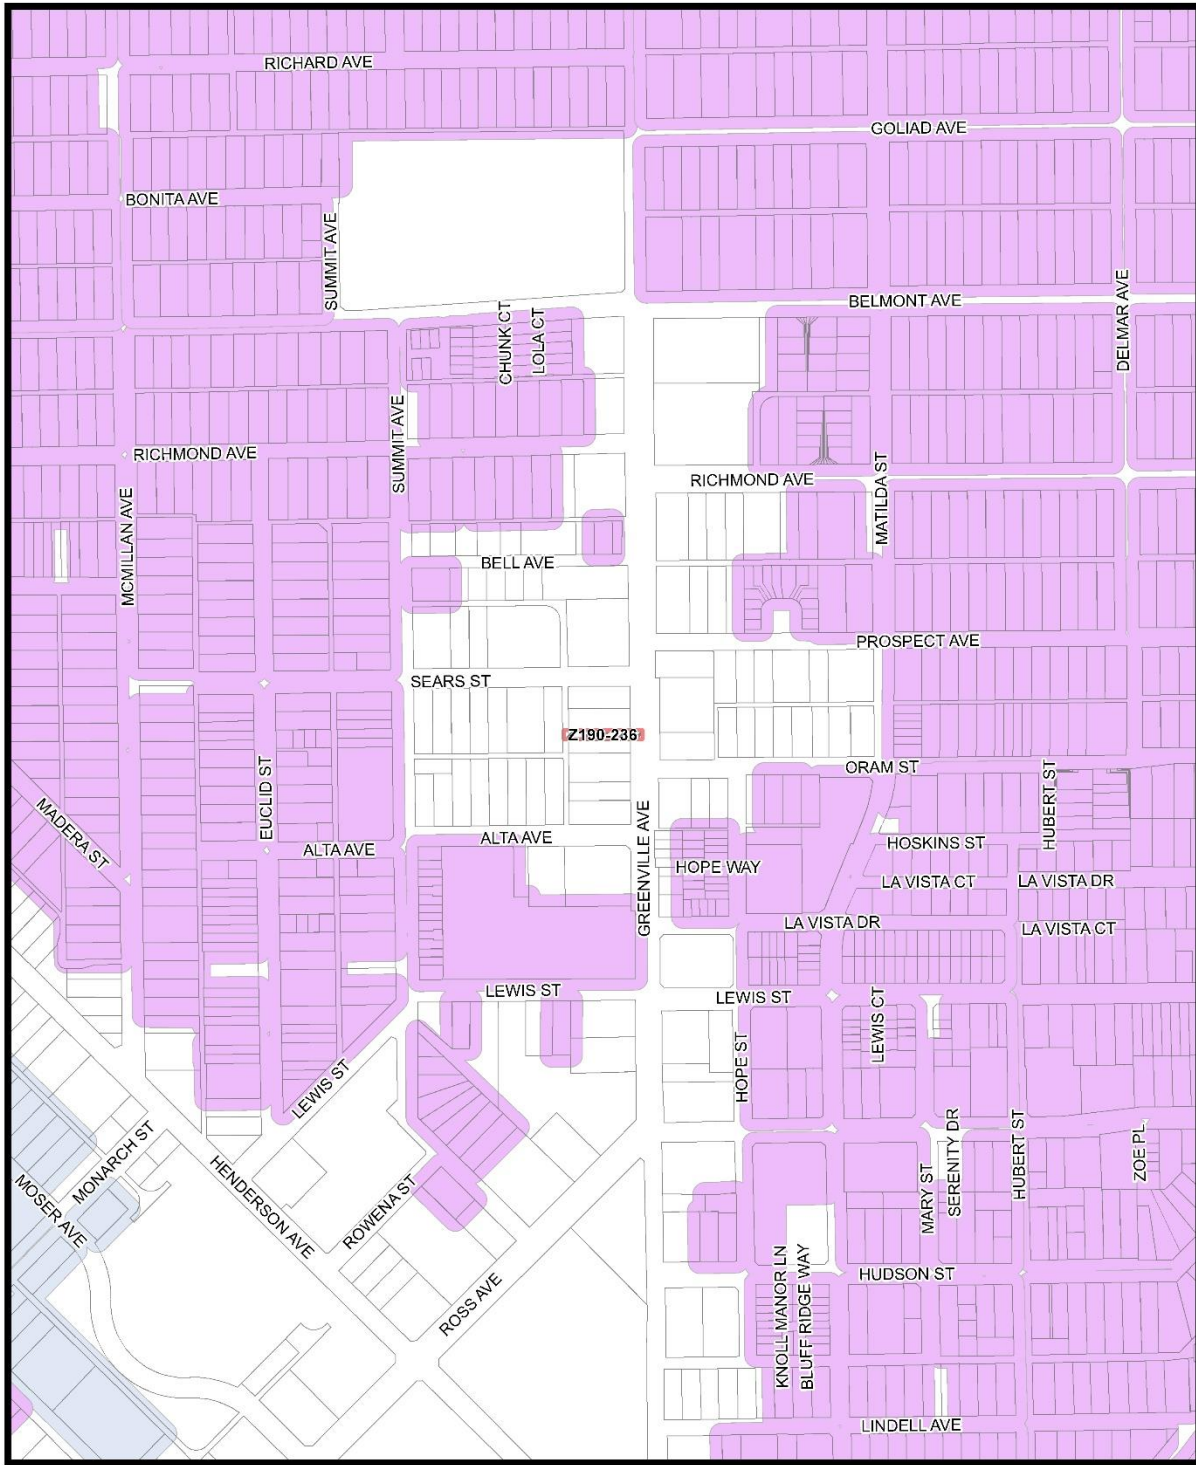 RICHARD AVE
GOLIAD AVE
BONITA AVE
SUMMIT AVE
BELMONT AVE
DELMAR AVE
CHUNK CT
LOLA CT
SUMMIT AVE
RICHMOND AVE
RICHMOND AVE
MATILDA ST
MCMILLAN AVE
BELL AVE
PROSPECT AVE
SEARS ST
Z190-236
ORAM ST
EUCLID ST
HUBERT ST
MADERA ST
ALTA AVE
ALTA AVE
GREENVILLE AVE
HOSKINS ST
HOPE WAY
LA VISTA CT
LA VISTA DR
LA VISTA DR
LA VISTA CT
LEWIS ST
LEWIS ST
LEWIS CT
HOPE ST
LEWIS ST
MONARCH ST
MOSER AVE
HENDERSON AVE
ROWENA ST
MARY ST
SERENITY DR
HUBERT ST
ZOE PL
ROSS AVE
HUDSON ST
KNOLL MANOR LN
BLUFF RIDGE WAY
LINDELL AVE